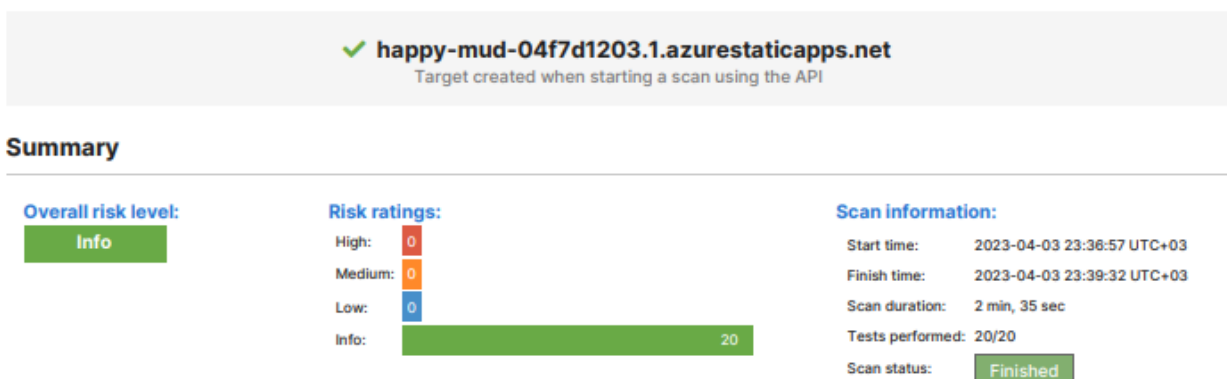 happy-mud-04f7d1203.1.azurestaticapps.net
Target created when starting a scan using the API
Summary
Overall risk level:
Info
Risk ratings:
High: 0
Medium: 0
Low: 0
Info: 20
Scan information:
Start time: 2023-04-03 23:36:57 UTC+03
Finish time: 2023-04-03 23:39:32 UTC+03
Scan duration: 2 min, 35 sec
Tests performed: 20/20
Scan status: Finished